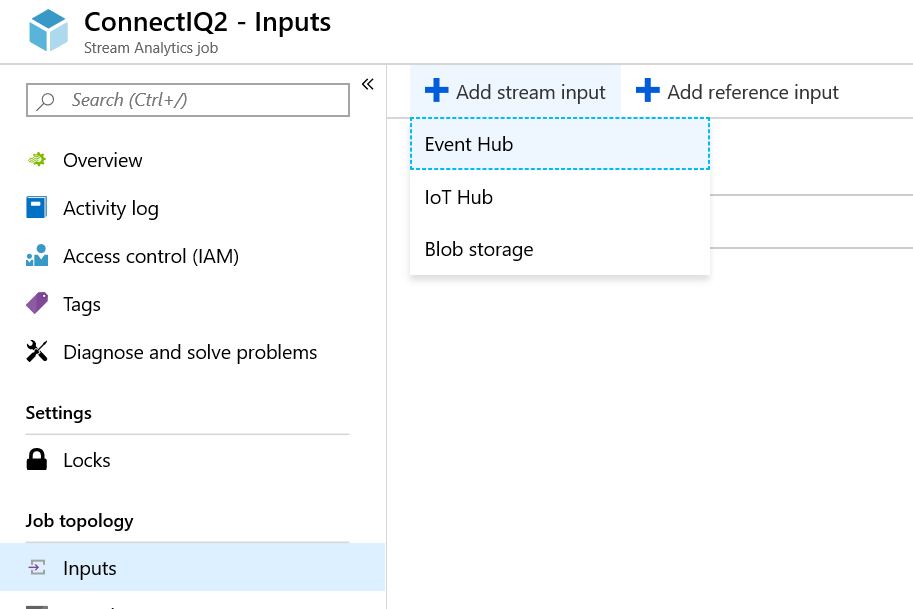 ConnectIQ2 - Inputs
Stream Analytics job
Search (Ctrl+/)
«
Overview
Activity log
Access control (IAM)
Tags
Diagnose and solve problems
Settings
Locks
Job topology
Inputs
Add stream input
Add reference input
Event Hub
IoT Hub
Blob storage